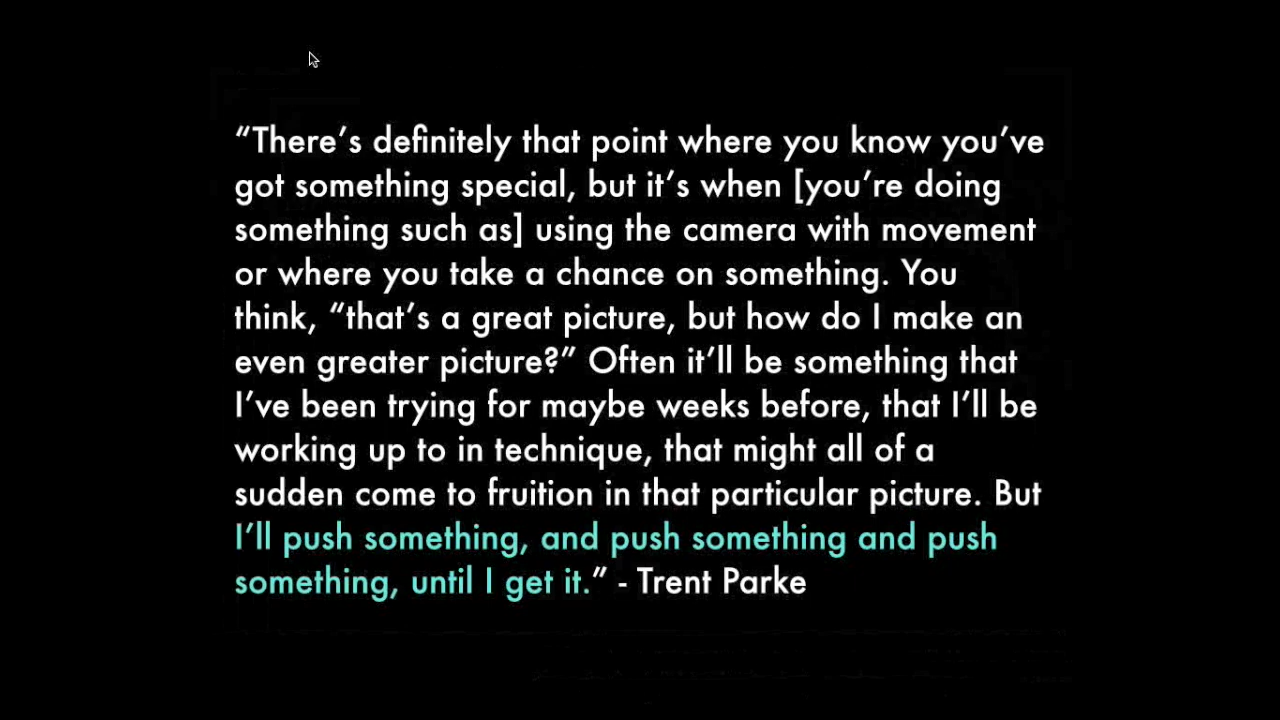 “There’s definitely that point where you know you’ve
got something special, but it’s when [you’re doing
something such as] using the camera with movement
or where you take a chance on something. You
think, “that’s a great picture, but how do I make an
even greater picture?” Often it’ll be something that
I’ve been trying for maybe weeks before, that I’ll be
working up to in technique, that might all of a
sudden come to fruition in that particular picture. But
I’ll push something, and push something and push
something, until I get it.” - Trent Parke